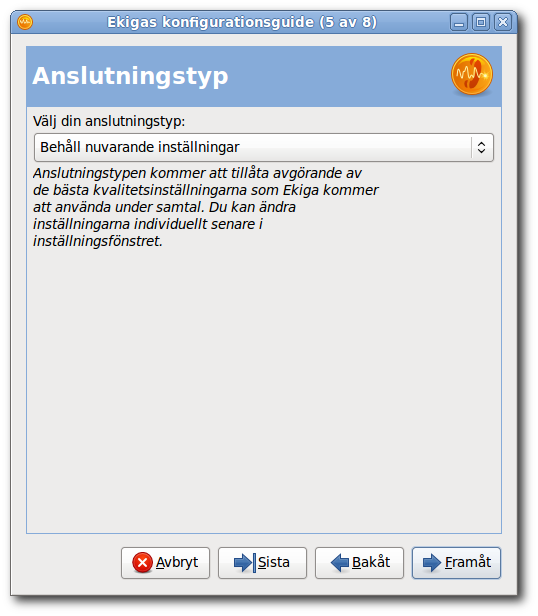 Ekigas konfigurationsguide (5 av 8)
Anslutningstyp
Välj din anslutningstyp:
Behåll nuvarande inställningar
Anslutningstypen kommer att tillåta avgörande av
de bästa kvalitetsinställningarna som Ekiga kommer
att använda under samtal. Du kan ändra
inställningarna individuellt senare i
inställningsfönstret.
Avbryt
Sista
Bakåt
Framåt